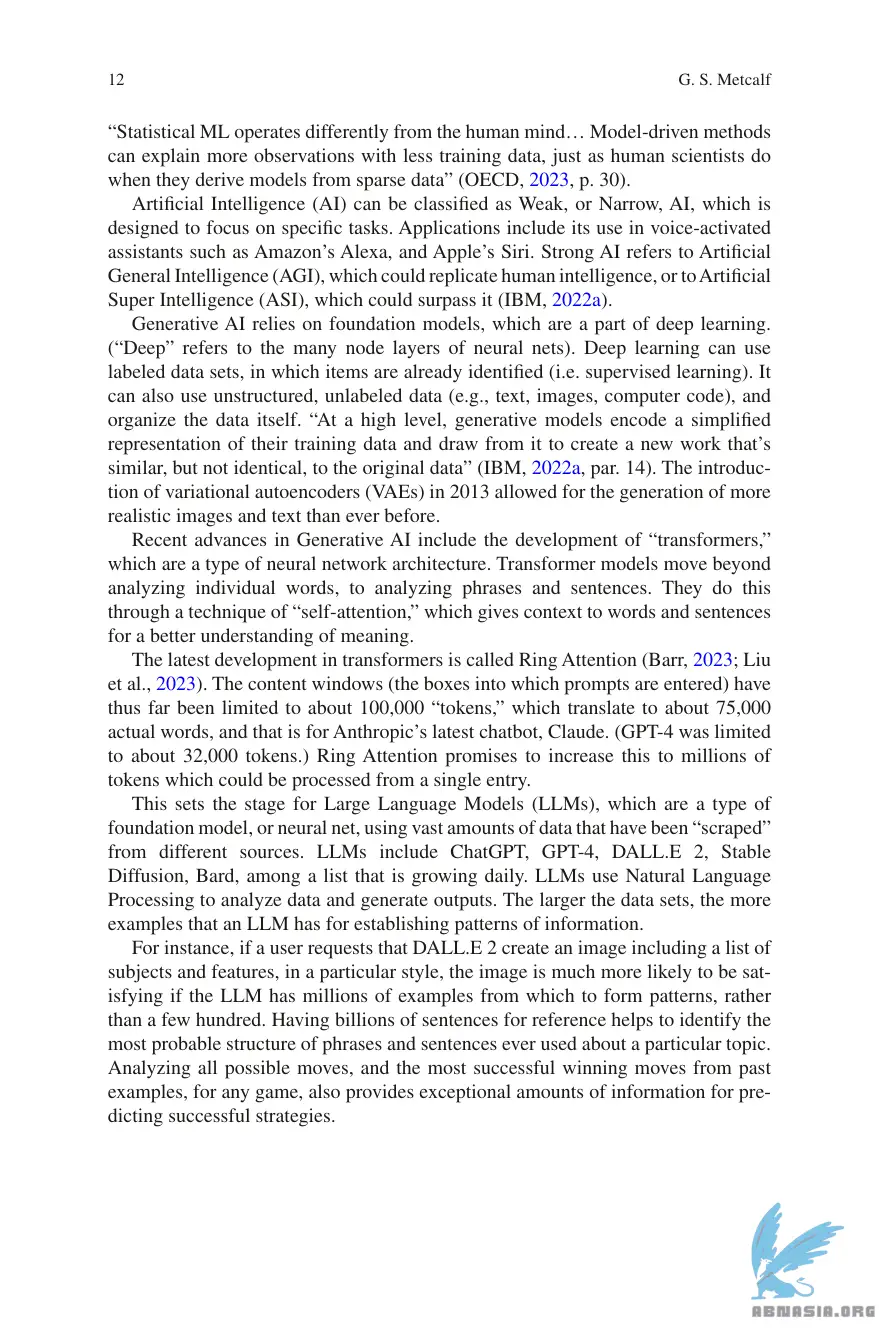 12 G. S. Metcalf
“Statistical ML operates differently from the human mind… Model-driven methods
can explain more observations with less training data, just as human scientists do
when they derive models from sparse data” (OECD, 2023, p. 30).
Artificial Intelligence (AI) can be classified as Weak, or Narrow, AI, which is
designed to focus on specific tasks. Applications include its use in voice-activated
assistants such as Amazon’s Alexa, and Apple’s Siri. Strong AI refers to Artificial
General Intelligence (AGI), which could replicate human intelligence, or to Artificial
Super Intelligence (ASI), which could surpass it (IBM, 2022a).
Generative AI relies on foundation models, which are a part of deep learning.
(“Deep” refers to the many node layers of neural nets). Deep learning can use
labeled data sets, in which items are already identified (i.e. supervised learning). It
can also use unstructured, unlabeled data (e.g., text, images, computer code), and
organize the data itself. “At a high level, generative models encode a simplified
representation of their training data and draw from it to create a new work that’s
similar, but not identical, to the original data” (IBM, 2022a, par. 14). The introduc-
tion of variational autoencoders (VAEs) in 2013 allowed for the generation of more
realistic images and text than ever before.
Recent advances in Generative AI include the development of “transformers,”
which are a type of neural network architecture. Transformer models move beyond
analyzing individual words, to analyzing phrases and sentences. They do this
through a technique of “self-attention,” which gives context to words and sentences
for a better understanding of meaning.
The latest development in transformers is called Ring Attention (Barr, 2023; Liu
et al., 2023). The content windows (the boxes into which prompts are entered) have
thus far been limited to about 100,000 “tokens,” which translate to about 75,000
actual words, and that is for Anthropic’s latest chatbot, Claude. (GPT-4 was limited
to about 32,000 tokens.) Ring Attention promises to increase this to millions of
tokens which could be processed from a single entry.
This sets the stage for Large Language Models (LLMs), which are a type of
foundation model, or neural net, using vast amounts of data that have been “scraped”
from different sources. LLMs include ChatGPT, GPT-4, DALL.E 2, Stable
Diffusion, Bard, among a list that is growing daily. LLMs use Natural Language
Processing to analyze data and generate outputs. The larger the data sets, the more
examples that an LLM has for establishing patterns of information.
For instance, if a user requests that DALL.E 2 create an image including a list of
subjects and features, in a particular style, the image is much more likely to be sat-
isfying if the LLM has millions of examples from which to form patterns, rather
than a few hundred. Having billions of sentences for reference helps to identify the
most probable structure of phrases and sentences ever used about a particular topic.
Analyzing all possible moves, and the most successful winning moves from past
examples, for any game, also provides exceptional amounts of information for pre-
dicting successful strategies.
ABNASIA.ORG